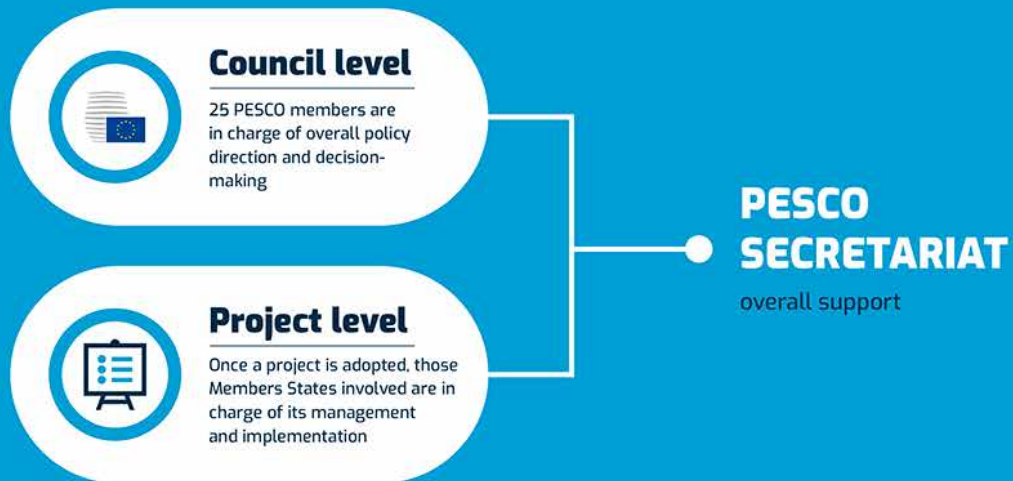 Council level
25 PESCO members are
in charge of overall policy
direction and decision-
making
Project level
Once a project is adopted, those
Members States involved are in
charge of its management
and implementation
PESCO
SECRETARIAT
overall support